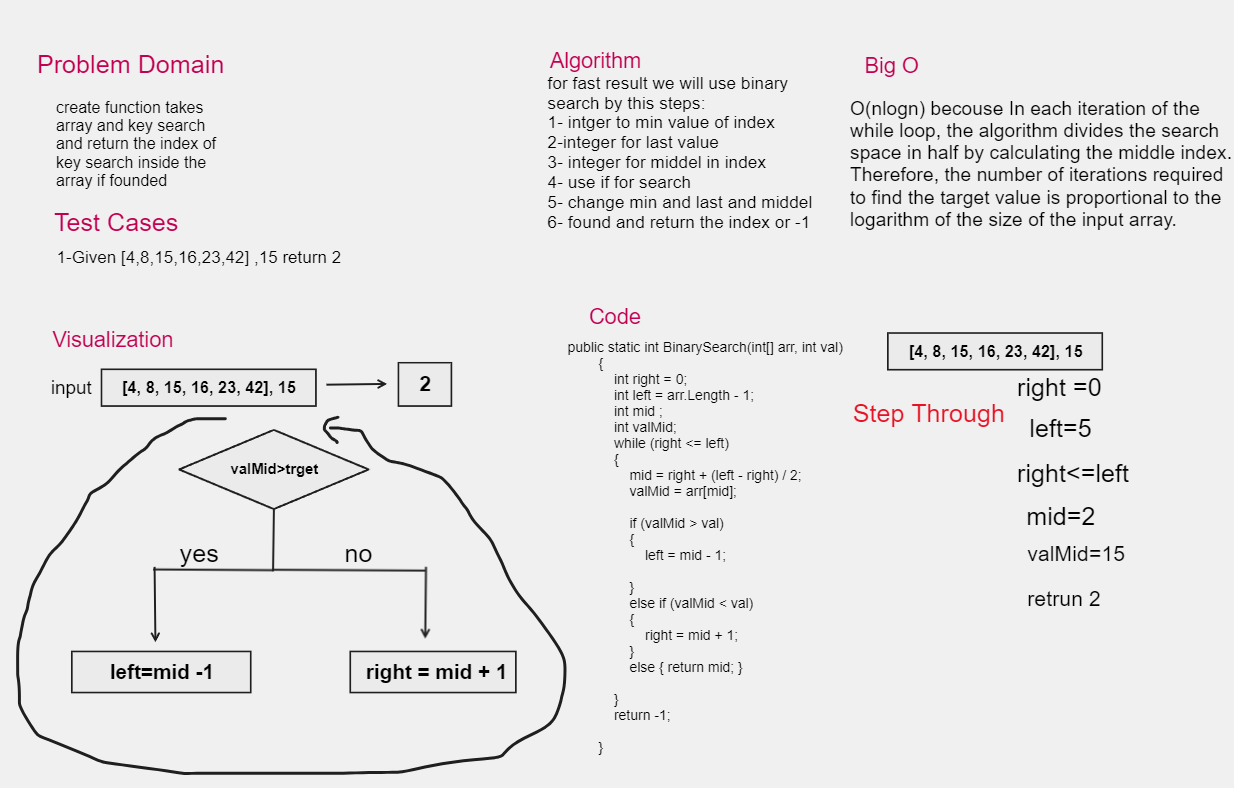 Problem Domain
create function takes
array and key search
and return the index of
key search inside the
array if founded
Test Cases
1-Given [4,8,15,16,23,42] ,15 return 2
Algorithm
for fast result we will use binary
search by this steps:
1- intger to min value of index
2-integer for last value
3- integer for middel in index
4- use if for search
5- change min and last and middel
6- found and return the index or -1
Big O
O(nlogn) becouse In each iteration of the
while loop, the algorithm divides the search
space in half by calculating the middle index.
Therefore, the number of iterations required
to find the target value is proportional to the
logarithm of the size of the input array.
Visualization
input
[4, 8, 15, 16, 23, 42], 15
2
valMid>trget
yes
no
left=mid -1
right = mid + 1
Code
public static int BinarySearch(int[] arr, int val)
{
int right = 0;
int left = arr.Length - 1;
int mid ;
int valMid;
while (right <= left)
{
mid = right + (left - right) / 2;
valMid = arr[mid];
if (valMid > val)
{
left = mid - 1;
}
else if (valMid < val)
{
right = mid + 1;
}
else { return mid; }
}
return -1;
}
[4, 8, 15, 16, 23, 42], 15
Step Through
right =0
left=5
right<=left
mid=2
valMid=15
retrun 2